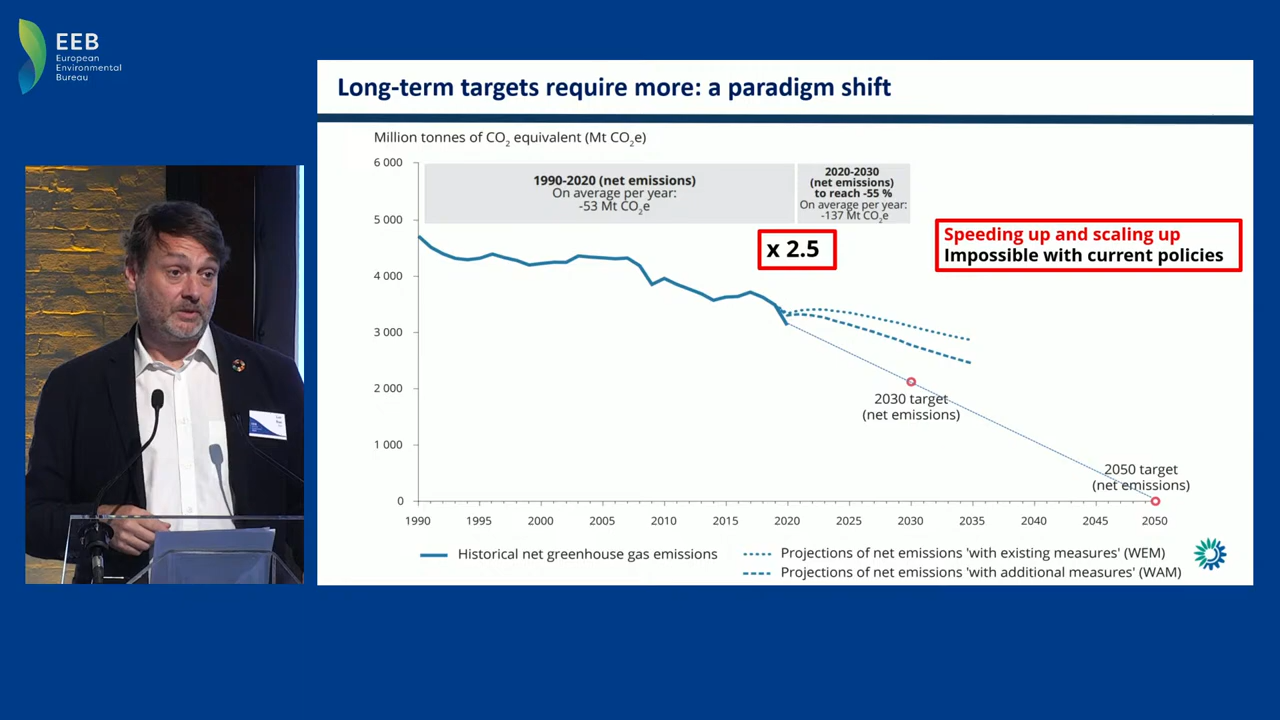 EEB
European
Environmental
Bureau
Long-term targets require more: a paradigm shift
Million tonnes of CO2 equivalent (Mt CO2e)
6 000
5 000
4 000
3 000
2 000
1 000
0
1990-2020 (net emissions)
On average per year:
-53 Mt CO2e
2020-2030
(net emissions)
to reach -55 %
On average per year:
-137 Mt CO2e
x 2.5
Speeding up and scaling up
Impossible with current policies
2030 target
(net emissions)
2050 target
(net emissions)
1990 1995 2000 2005 2010 2015 2020 2025 2030 2035 2040 2045 2050
Historical net greenhouse gas emissions
Projections of net emissions 'with existing measures' (WEM)
Projections of net emissions 'with additional measures' (WAM)